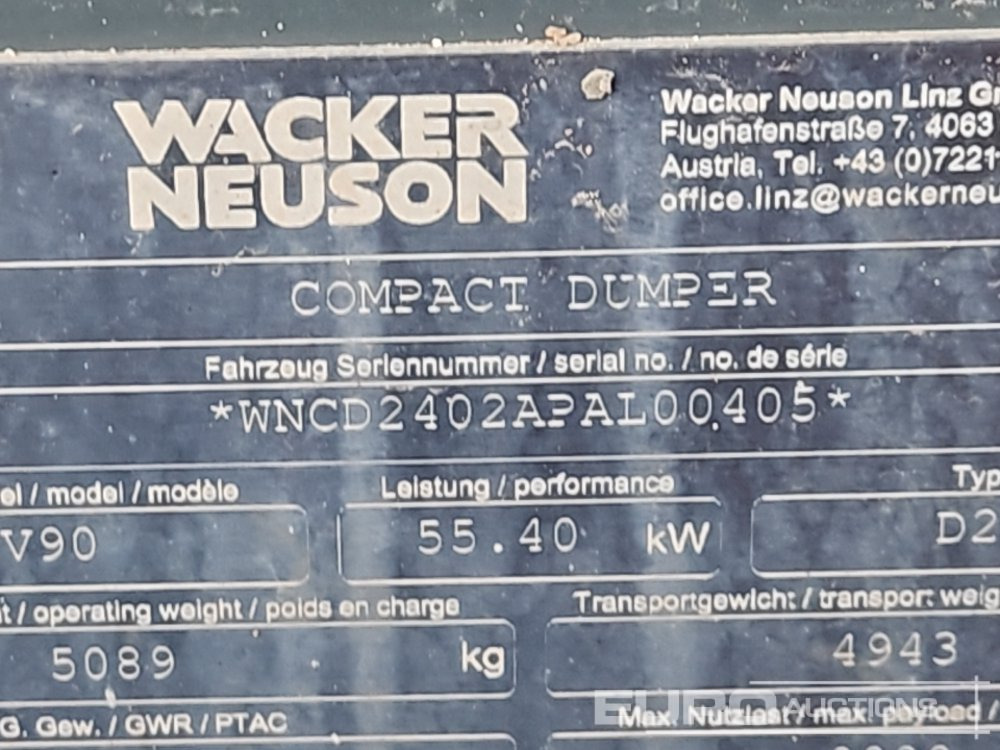 WACKER
NEUSON
Wacker Neuson Linz
Flughafenstraße 7, 4063
Austria, Tel. +43 (0)7221
office.linz@wackerneu
COMPACT DUMPER
Fahrzeug Seriennummer / serial no. / no. de série
*WNCD2402APAL00405*
el / model / modèle
Leistung / performance
Typ
V90
55.40 kW
D2
t / operating weight / poids en charge
Transportgewicht / transport weig
5089 kg
4943
G. Gew. / GWR / PTAC
Max. Nutzlast / max. payload /
EURO AUCTIONS